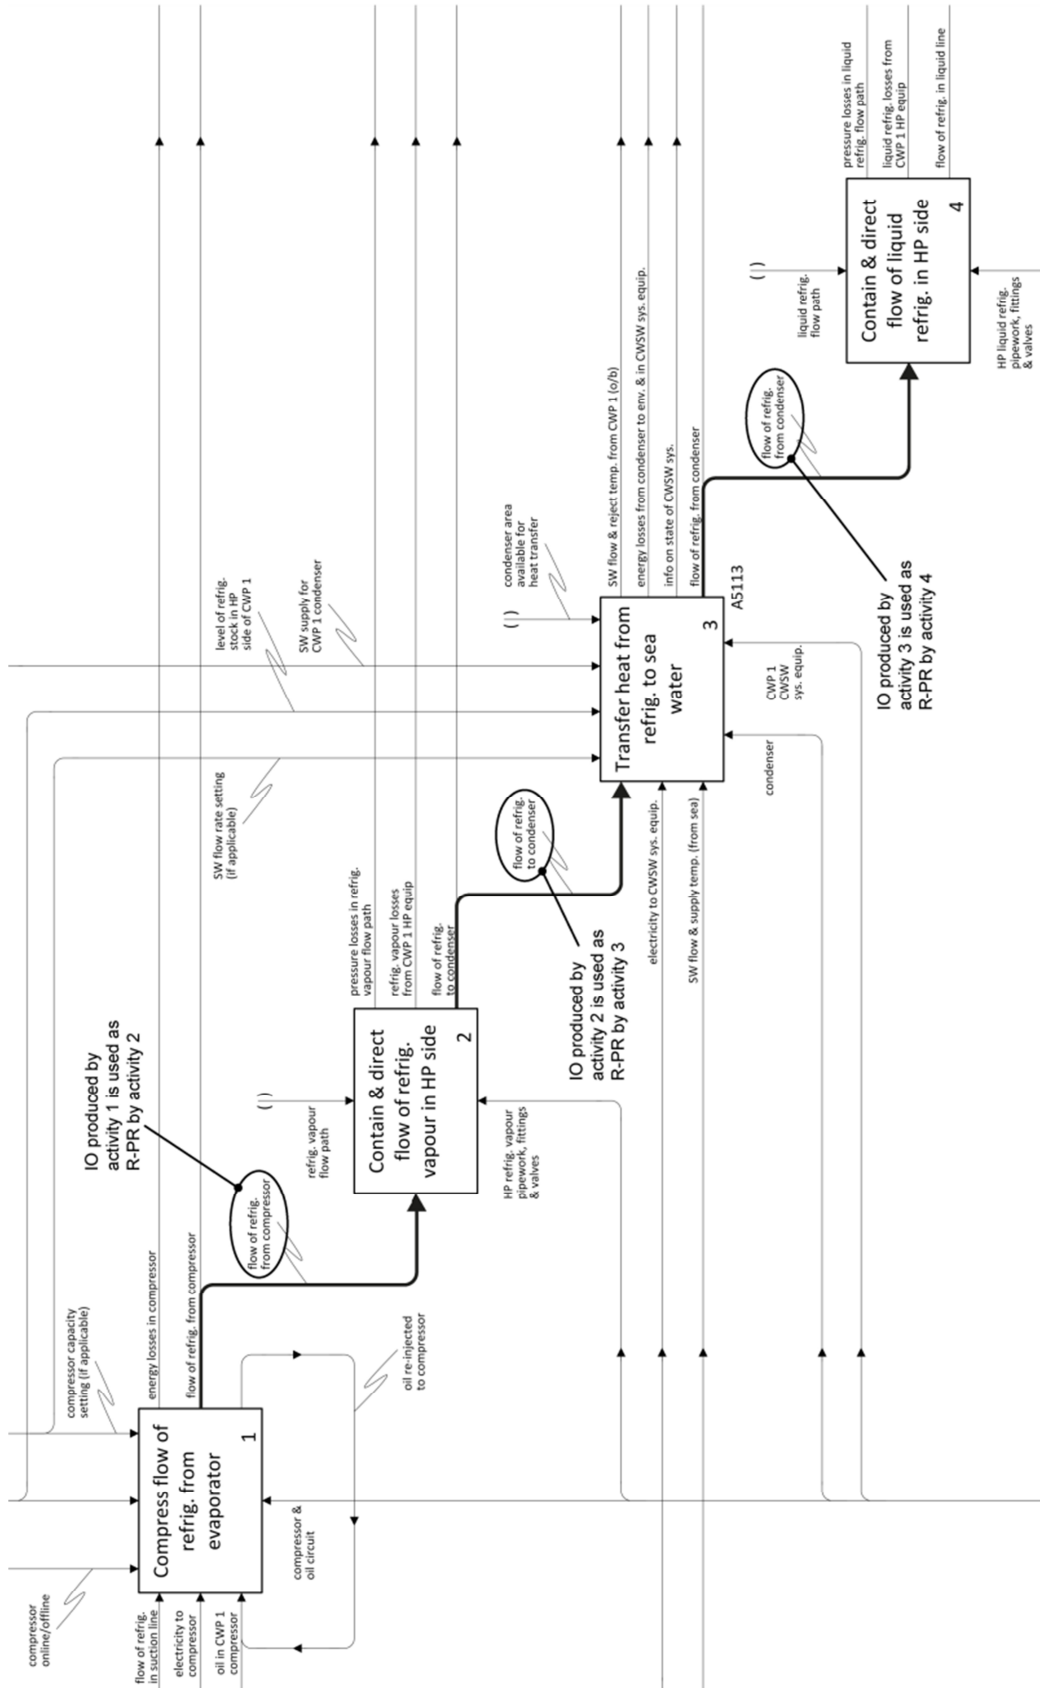 compressor
online/offline
compressor capacity
setting (if applicable)
flow of refrig.
in suction line
electricity to
compressor
oil in CWP 1
compressor
Compress flow of
refrig. from
evaporator
1
compressor &
oil circuit
energy losses in compressor
flow of refrig. from compressor
oil re-injected
to compressor
IO produced by
activity 1 is used as
R-PR by activity 2
flow of refrig.
from compressor
refrig. vapour
flow path
( )
Contain & direct
flow of refrig.
vapour in HP side
2
HP refrig. vapour
pipework, fittings
& valves
pressure losses in refrig.
vapour flow path
refrig. vapour losses
from CWP 1 HP equip
flow of refrig.
to condenser
IO produced by
activity 2 is used as
R-PR by activity 3
flow of refrig.
to condenser
SW flow rate setting
(if applicable)
level of refrig.
stock in HP
side of CWP 1
SW supply for
CWP 1 condenser
condenser area
available for
heat transfer
( )
electricity to CWSW sys. equip.
SW flow & supply temp. (from sea)
Transfer heat from
refrig. to sea
water
3
A5113
condenser
CWP 1
CWSW
sys. equip.
SW flow & reject temp. from CWP 1 (o/b)
energy losses from condenser to env. & in CWSW sys. equip.
info on state of CWSW sys.
flow of refrig. from condenser
IO produced by
activity 3 is used as
R-PR by activity 4
flow of refrig.
from condenser
liquid refrig.
flow path
( )
Contain & direct
flow of liquid
refrig. in HP side
4
HP liquid refrig.
pipework, fittings
& valves
pressure losses in liquid
refrig. flow path
liquid refrig. losses from
CWP 1 HP equip
flow of refrig. in liquid line